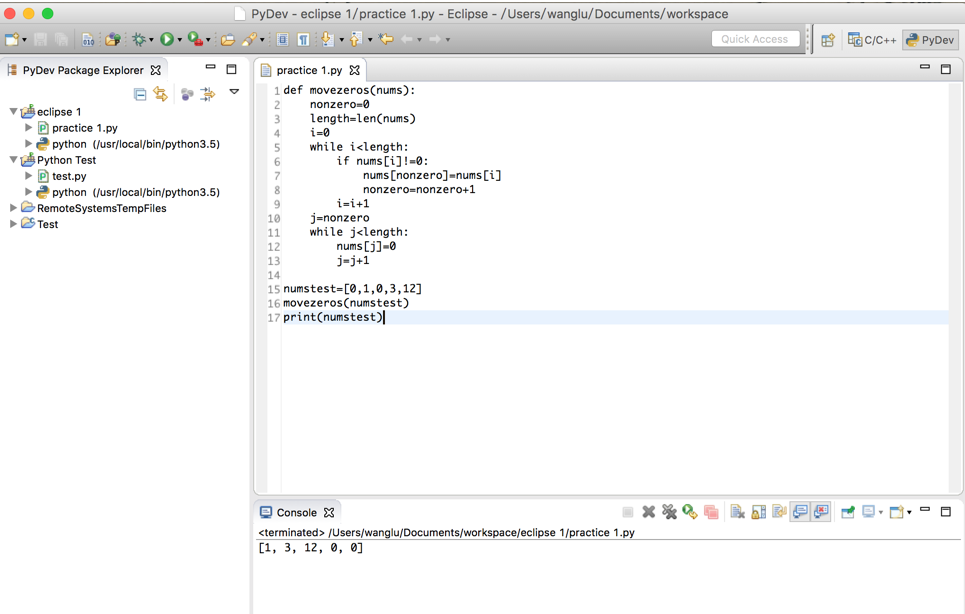 PyDev - eclipse 1/practice 1.py - Eclipse - /Users/wanglu/Documents/workspace
Quick Access
C/C++
PyDev
PyDev Package Explorer
eclipse 1
practice 1.py
python (/usr/local/bin/python3.5)
Python Test
test.py
python (/usr/local/bin/python3.5)
RemoteSystemsTempFiles
Test
practice 1.py
1 def movezeros(nums):
2     nonzero=0
3     length=len(nums)
4     i=0
5     while i<length:
6         if nums[i]!=0:
7             nums[nonzero]=nums[i]
8             nonzero=nonzero+1
9         i=i+1
10     j=nonzero
11     while j<length:
12         nums[j]=0
13         j=j+1
14
15 numstest=[0,1,0,3,12]
16 movezeros(numstest)
17 print(numstest)
Console
<terminated> /Users/wanglu/Documents/workspace/eclipse 1/practice 1.py
[1, 3, 12, 0, 0]